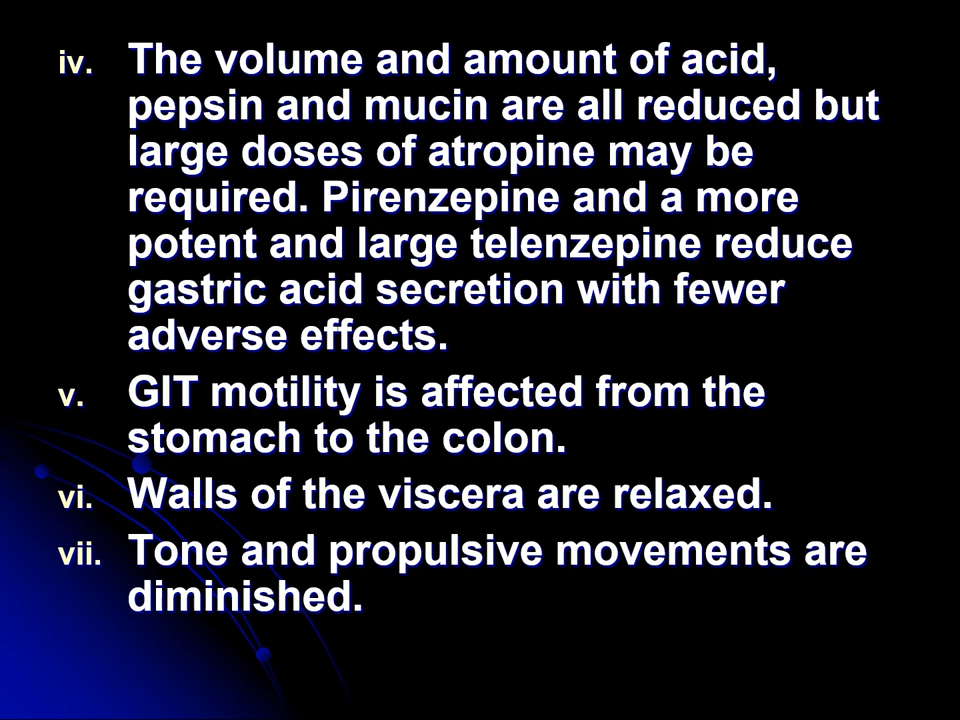 iv. The volume and amount of acid,
pepsin and mucin are all reduced but
large doses of atropine may be
required. Pirenzepine and a more
potent and large telenzepine reduce
gastric acid secretion with fewer
adverse effects.
v. GIT motility is affected from the
stomach to the colon.
vi. Walls of the viscera are relaxed.
vii. Tone and propulsive movements are
diminished.